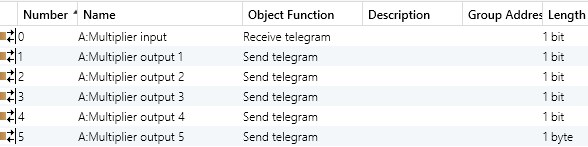 Number Name Object Function Description Group Addres Length
0 A:Multiplier input Receive telegram 1 bit
1 A:Multiplier output 1 Send telegram 1 bit
2 A:Multiplier output 2 Send telegram 1 bit
3 A:Multiplier output 3 Send telegram 1 bit
4 A:Multiplier output 4 Send telegram 1 bit
5 A:Multiplier output 5 Send telegram 1 byte